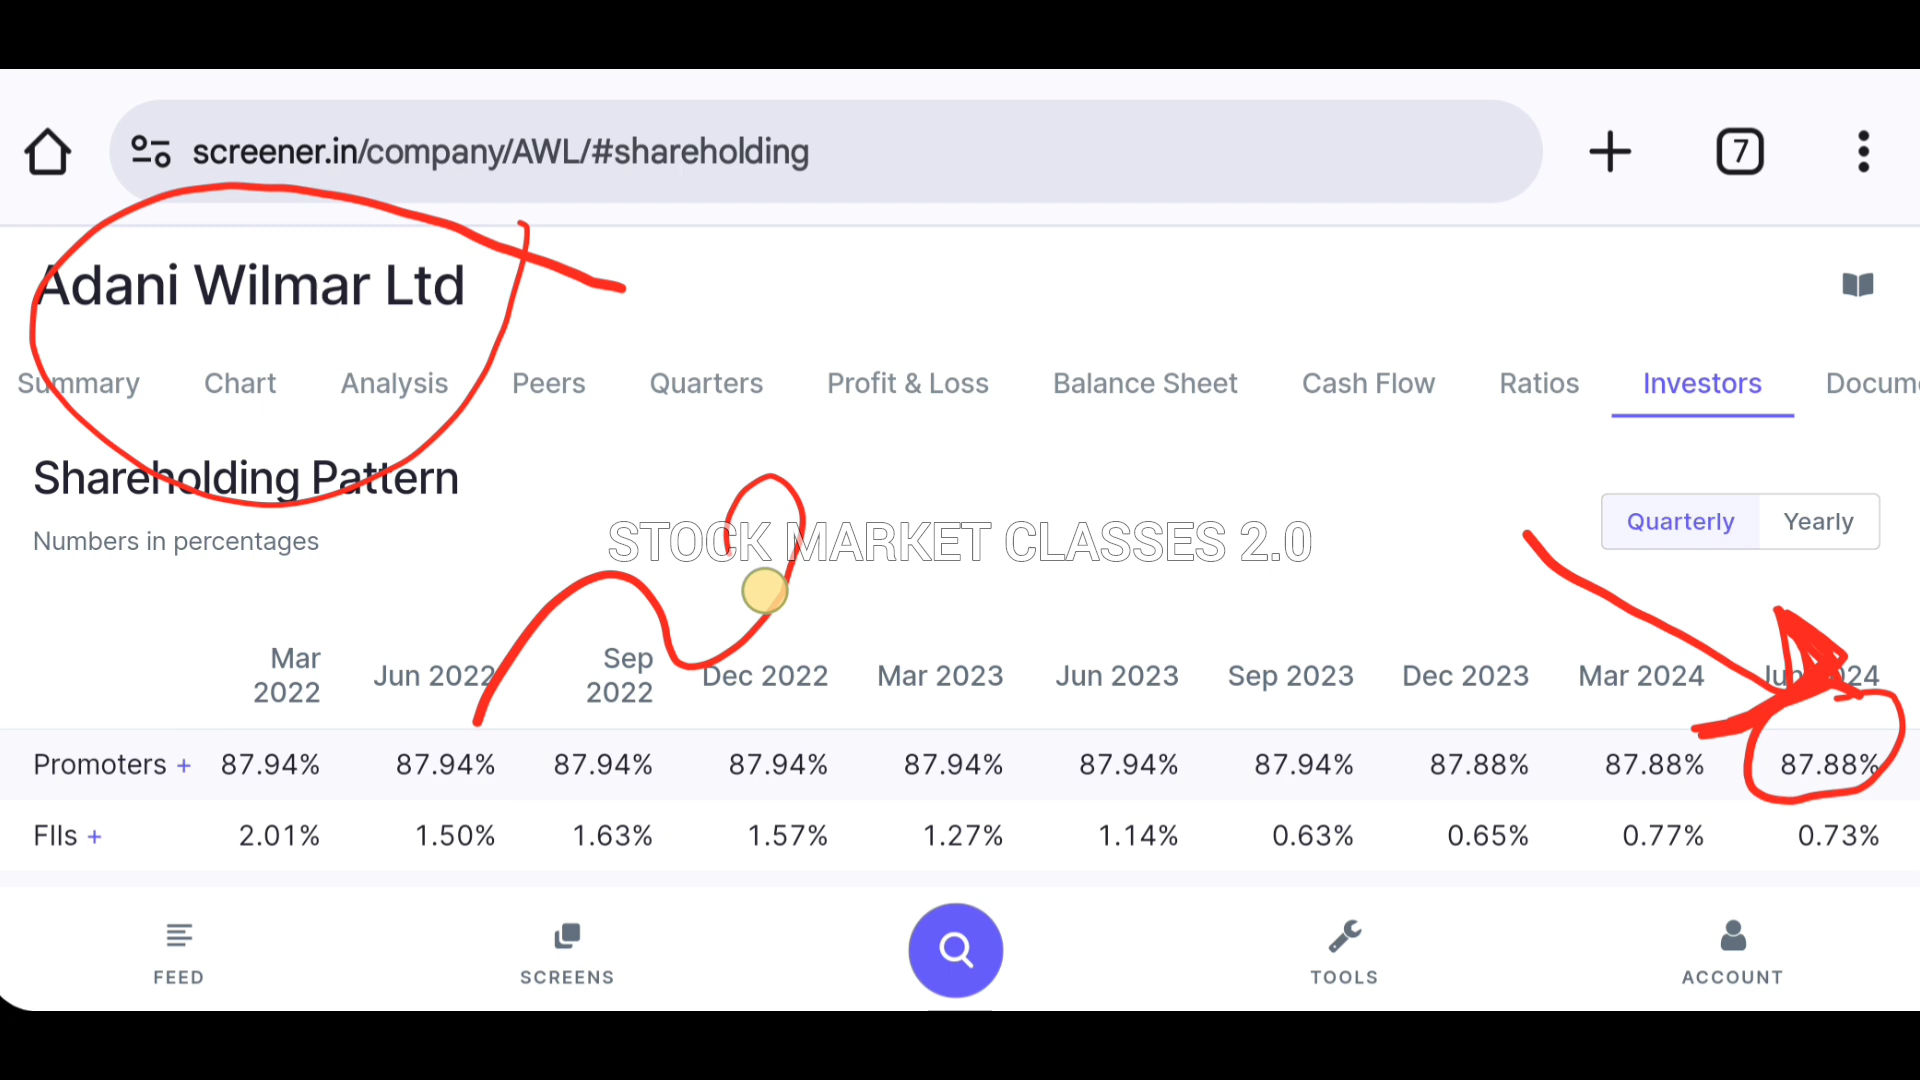 screener.in/company/AWL/#shareholding
7
Adani Wilmar Ltd
Summary Chart Analysis Peers Quarters Profit & Loss Balance Sheet Cash Flow Ratios Investors Docum
Shareholding Pattern
Numbers in percentages
STOCK MARKET CLASSES 2.0
Quarterly Yearly
Mar 2022 Jun 2022 Sep 2022 Dec 2022 Mar 2023 Jun 2023 Sep 2023 Dec 2023 Mar 2024 Jun 2024
Promoters + 87.94% 87.94% 87.94% 87.94% 87.94% 87.94% 87.94% 87.88% 87.88% 87.88%
FIIs + 2.01% 1.50% 1.63% 1.57% 1.27% 1.14% 0.63% 0.65% 0.77% 0.73%
FEED SCREENS TOOLS ACCOUNT